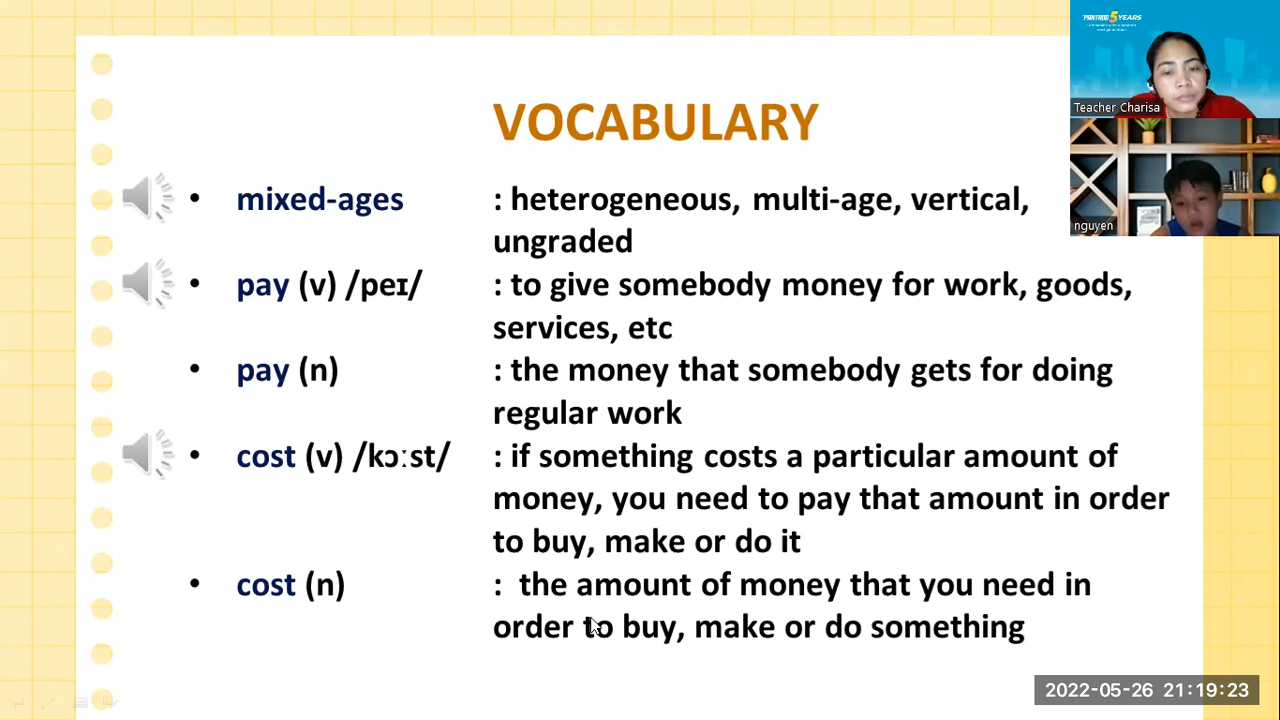 5 YEARS
Teacher Charisa
nguyen
VOCABULARY
• mixed-ages : heterogeneous, multi-age, vertical,
ungraded
• pay (v) /peɪ/ : to give somebody money for work, goods,
services, etc
• pay (n) : the money that somebody gets for doing
regular work
• cost (v) /kɔːst/ : if something costs a particular amount of
money, you need to pay that amount in order
to buy, make or do it
• cost (n) : the amount of money that you need in
order to buy, make or do something
2022-05-26 21:19:23